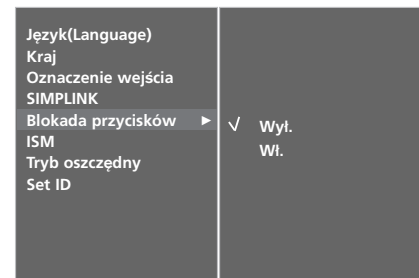 Język(Language)
Kraj
Oznaczenie wejścia
SIMPLINK
Blokada przycisków ►
ISM
Tryb oszczędny
Set ID
√ Wył.
Wł.